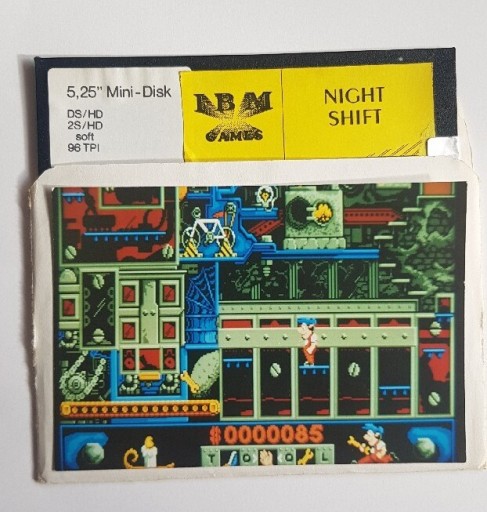 5,25" Mini-Disk
DS/HD
2S/HD
soft
96 TPI
IBM
GAMES
NIGHT
SHIFT
$0000085